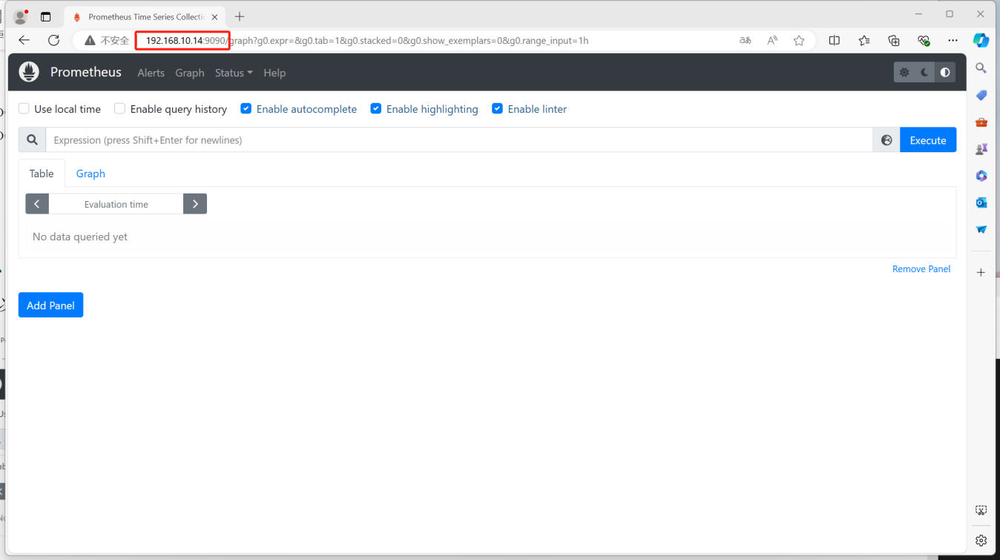 Prometheus Time Series Collectio
不安全 192.168.10.14:9090/graph?g0.expr=&g0.tab=1&g0.stacked=0&g0.show_exemplars=0&g0.range_input=1h
Prometheus Alerts Graph Status Help
Use local time Enable query history Enable autocomplete Enable highlighting Enable linter
Expression (press Shift+Enter for newlines) Execute
Table Graph
Evaluation time
No data queried yet
Remove Panel
Add Panel